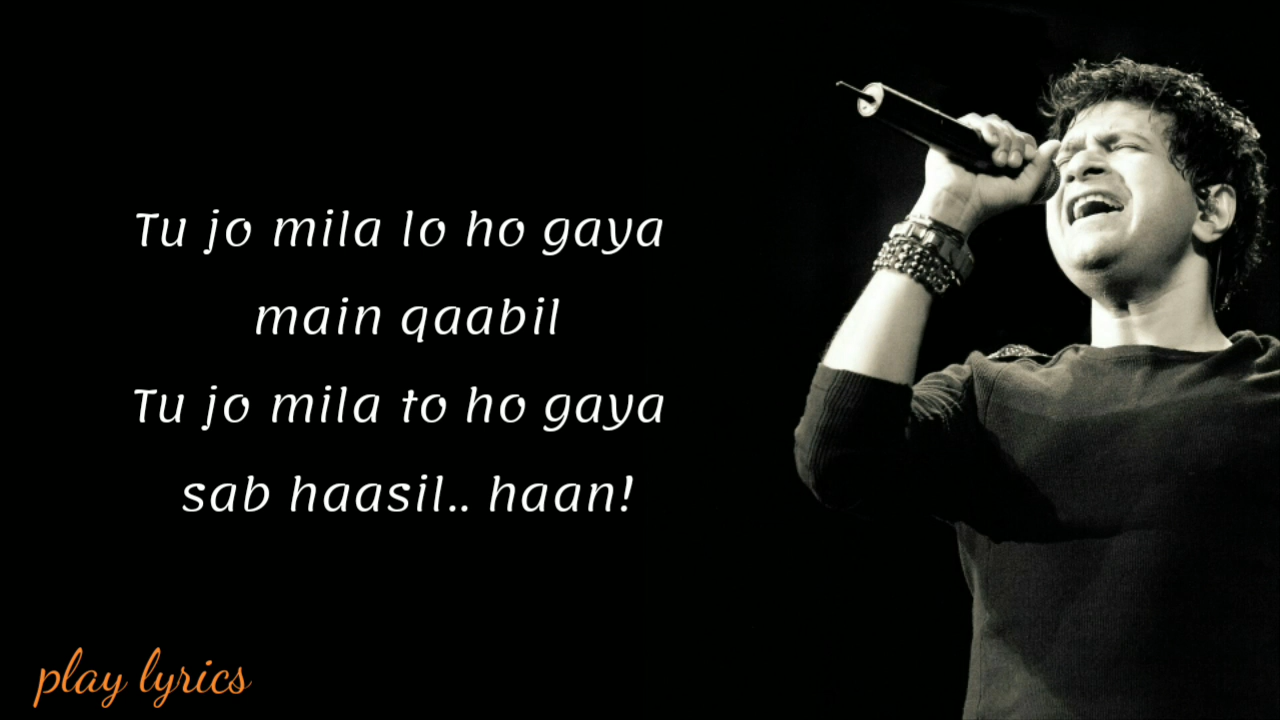 Tu jo mila lo ho gaya
main qaabil
Tu jo mila to ho gaya
sab haasil.. haan!
play lyrics